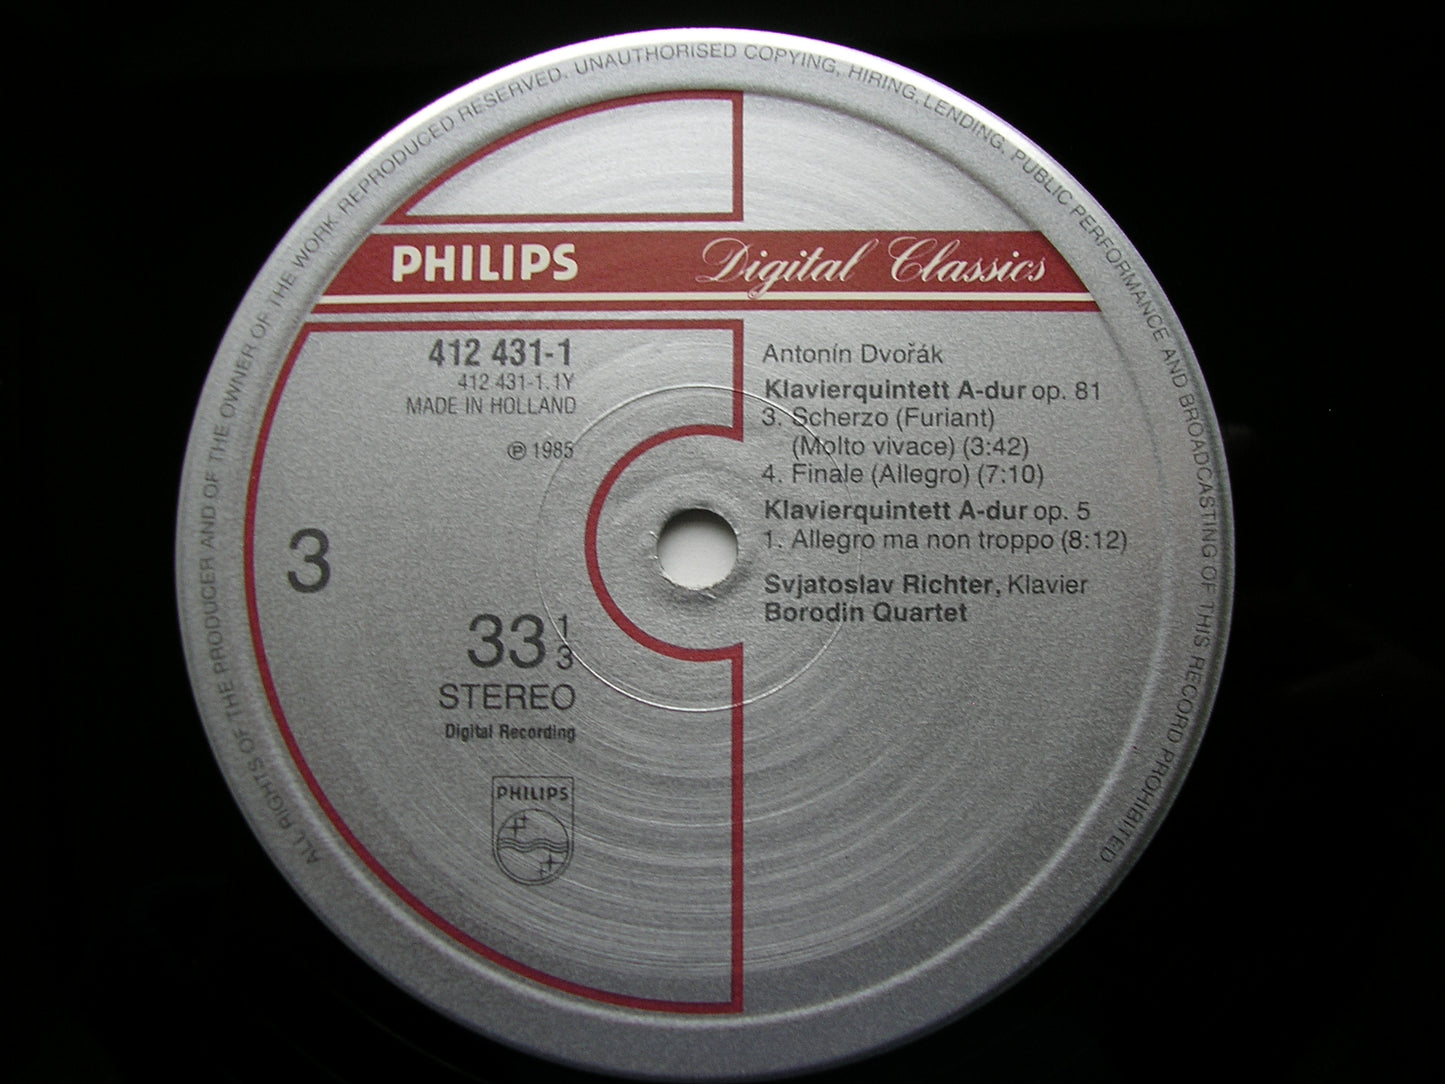 ALL RIGHTS OF THE PRODUCER AND OF THE OWNER OF THE WORK REPRODUCED RESERVED. UNAUTHORISED COPYING, HIRING, LENDING, PUBLIC PERFORMANCE AND BROADCASTING OF THIS RECORD PROHIBITED
PHILIPS Digital Classics
412 431-1
412 431-1.1Y
MADE IN HOLLAND
℗ 1985
3
33 1/3
STEREO
Digital Recording
PHILIPS
Antonín Dvořák
Klavierquintett A-dur op. 81
3. Scherzo (Furiant)
(Molto vivace) (3:42)
4. Finale (Allegro) (7:10)
Klavierquintett A-dur op. 5
1. Allegro ma non troppo (8:12)
Svjatoslav Richter, Klavier
Borodin Quartet